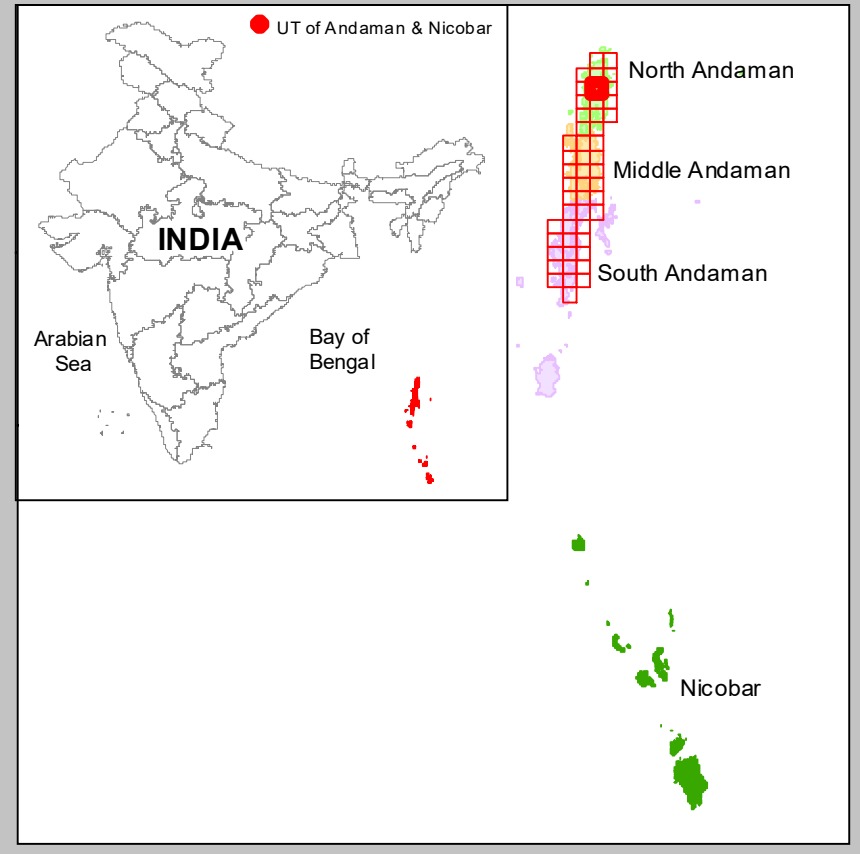 UT of Andaman & Nicobar
INDIA
Arabian
Sea
Bay of
Bengal
North Andaman
Middle Andaman
South Andaman
Nicobar